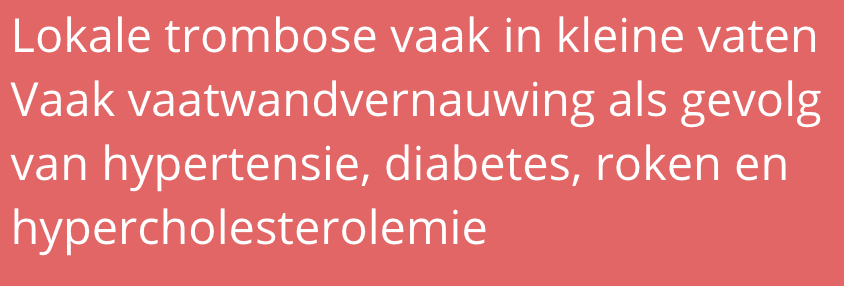 Lokale trombose vaak in kleine vaten
Vaak vaatwandvernauwing als gevolg
van hypertensie, diabetes, roken en
hypercholesterolemie